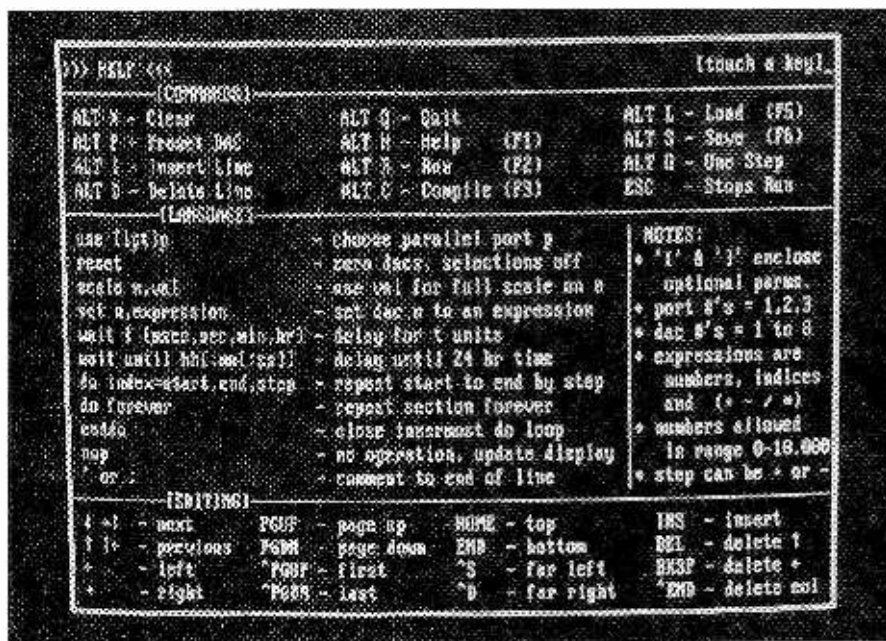 >>> HELP <<< [touch a key]_
[COMMANDS]
ALT X - Clear ALT Q - Quit ALT L - Load (F5)
ALT P - Preset DAC ALT H - Help (F1) ALT S - Save (F6)
ALT I - Insert Line ALT R - Run (F2) ALT G - One Step
ALT D - Delete Line ALT C - Compile (F3) ESC - Stops Run
[LANGUAGE]
use [lpt]p - choose parallel port p
reset - zero dacs, selections off
scale n,val - use val for full scale on n
set n,expression - set dac n to an expression
wait t (msec,sec,min,hr) - delay for t units
wait until hh[:mm[:ss]] - delay until 24 hr time
do index=start,end,step - repeat start to end by step
do forever - repeat section forever
enddo - close innermost do loop
nop - no operation, update display
' or ; - comment to end of line
NOTES:
* '[' & ']' enclose
optional parms.
* port #'s = 1,2,3
* dac #'s = 1 to 8
* expressions are
numbers, indices
and (+ - / *)
* numbers allowed
in range 0-18.000
* step can be + or -
[EDITING]
- next PGUP - page up HOME - top INS - insert
- previous PGDN - page down END - bottom DEL - delete
- left ^PGUP - first ^S - far left BKSP - delete
- right ^PGDN - last ^D - far right ^END - delete eol